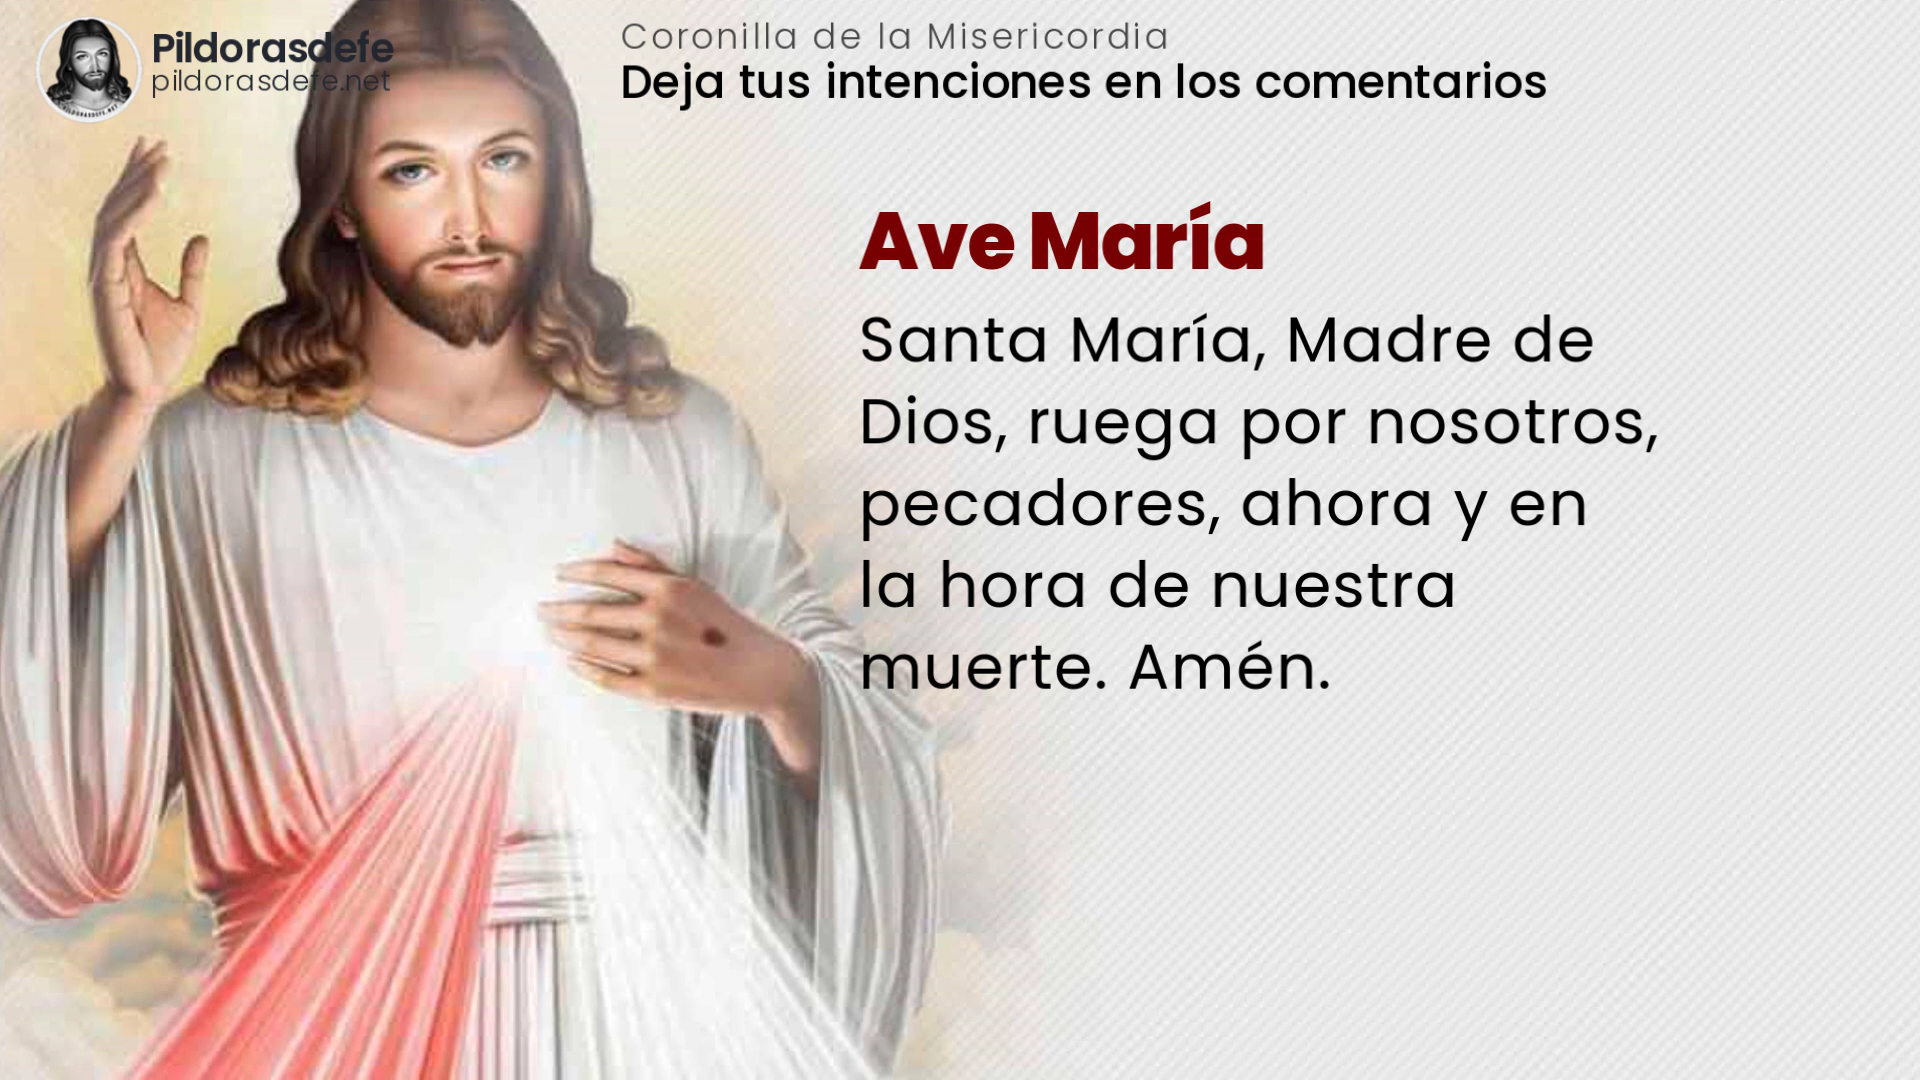 Pildorasdefe
pildorasdefe.net
Coronilla de la Misericordia
Deja tus intenciones en los comentarios
Ave María
Santa María, Madre de
Dios, ruega por nosotros,
pecadores, ahora y en
la hora de nuestra
muerte. Amén.